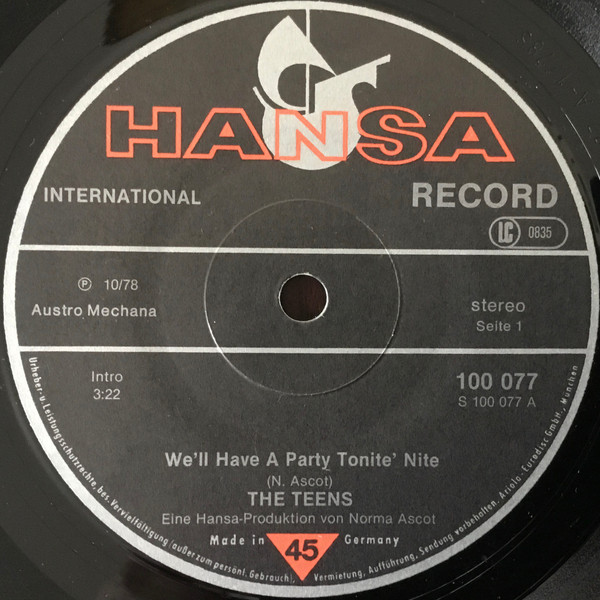 HANSA
INTERNATIONAL
RECORD
LC 0835
Ⓟ 10/78
Austro Mechana
stereo
Seite 1
Intro
3:22
100 077
S 100 077 A
We'll Have A Party Tonite' Nite
(N. Ascot)
THE TEENS
Eine Hansa-Produktion von Norma Ascot
Made in Germany
45
Urheber- u. Leistungsschutzrechte, bes. Vervielfältigung (außer zum persönl. Gebrauch), Vermietung, Aufführung, Sendung vorbehalten. Ariola-Eurodisc GmbH., München